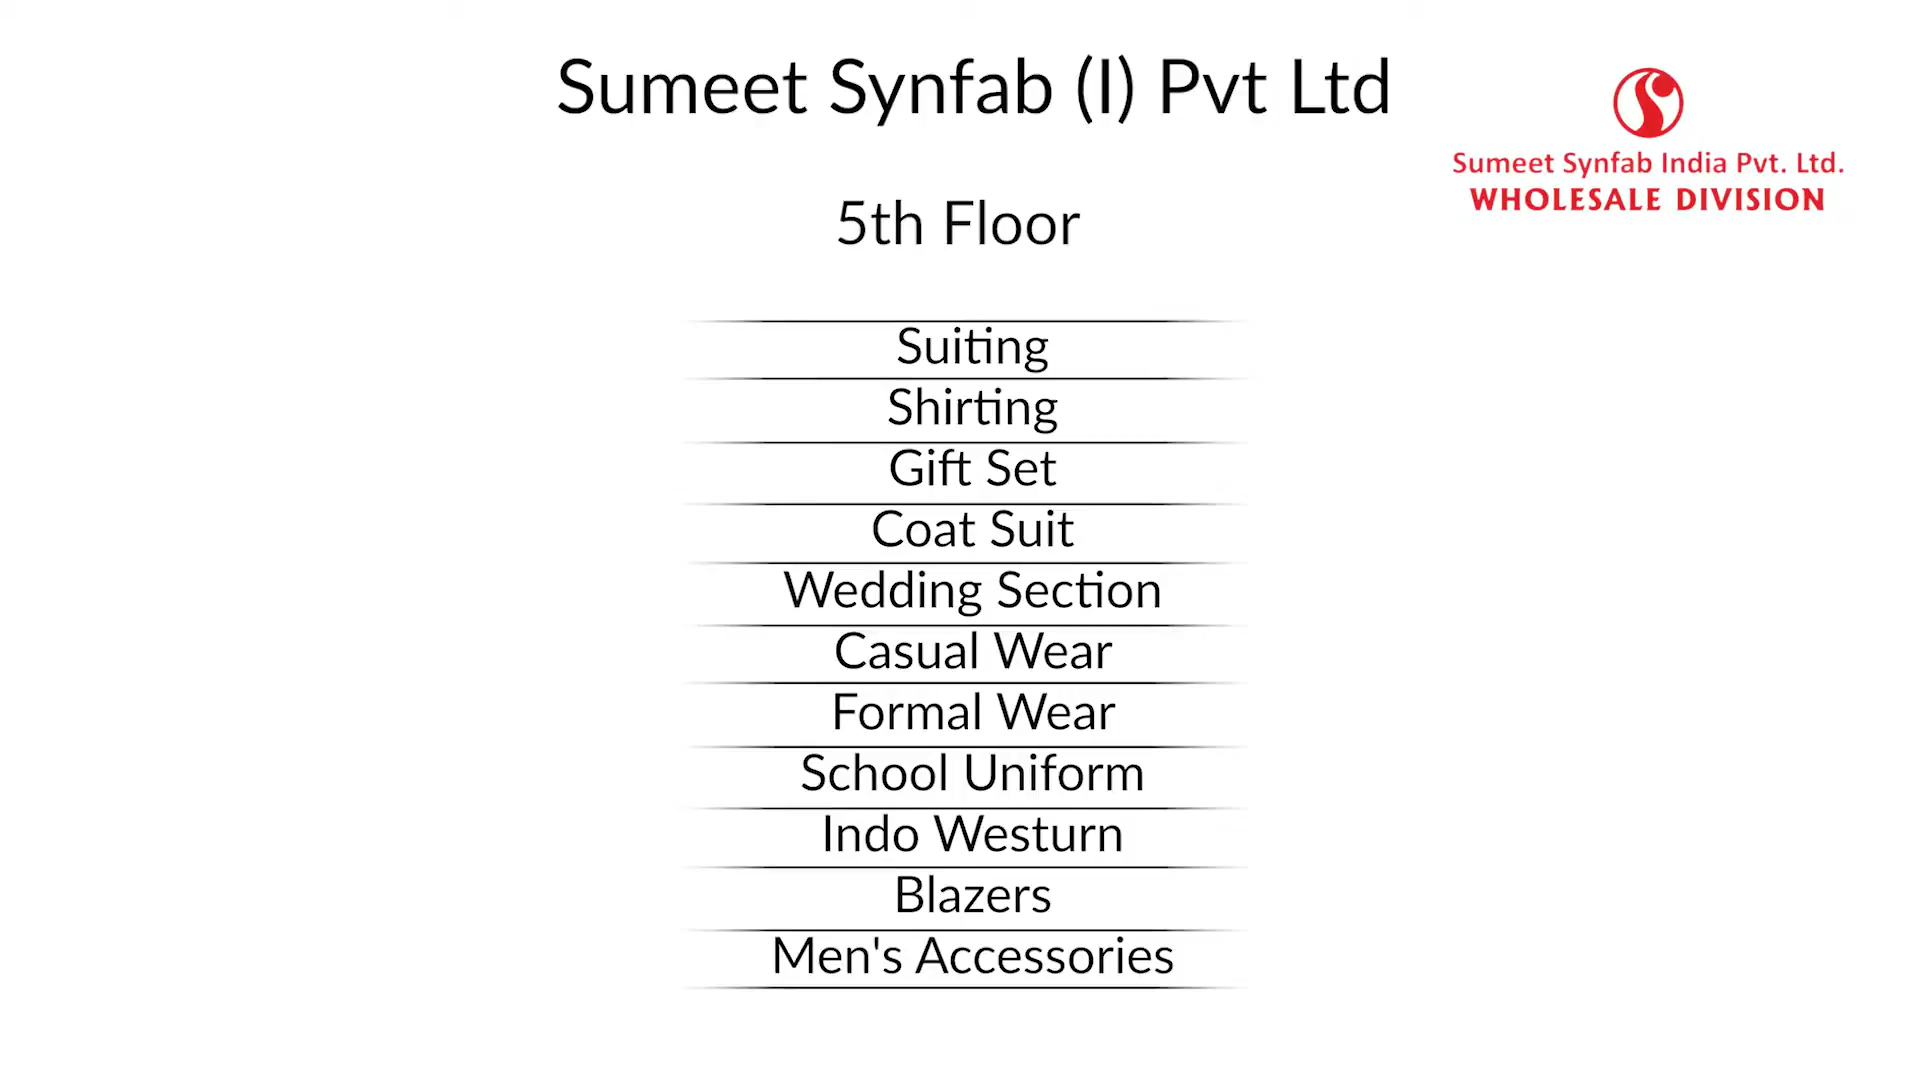 Sumeet Synfab (I) Pvt Ltd
Sumeet Synfab India Pvt. Ltd.
WHOLESALE DIVISION
5th Floor
Suiting
Shirting
Gift Set
Coat Suit
Wedding Section
Casual Wear
Formal Wear
School Uniform
Indo Westurn
Blazers
Men's Accessories